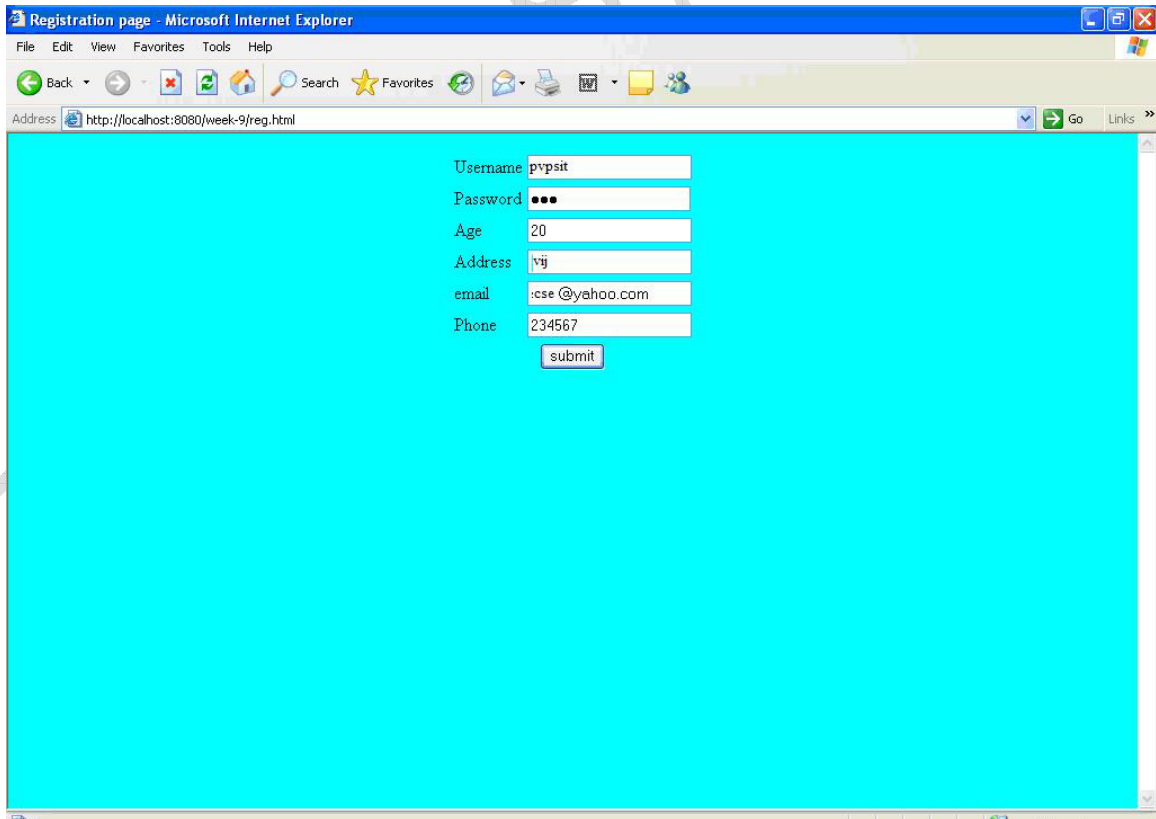 Registration page - Microsoft Internet Explorer
File Edit View Favorites Tools Help
Back Search Favorites
Address http://localhost:8080/week-9/reg.html Go Links »
Username pvpsit
Password •••
Age 20
Address vij
email :cse @yahoo.com
Phone 234567
submit